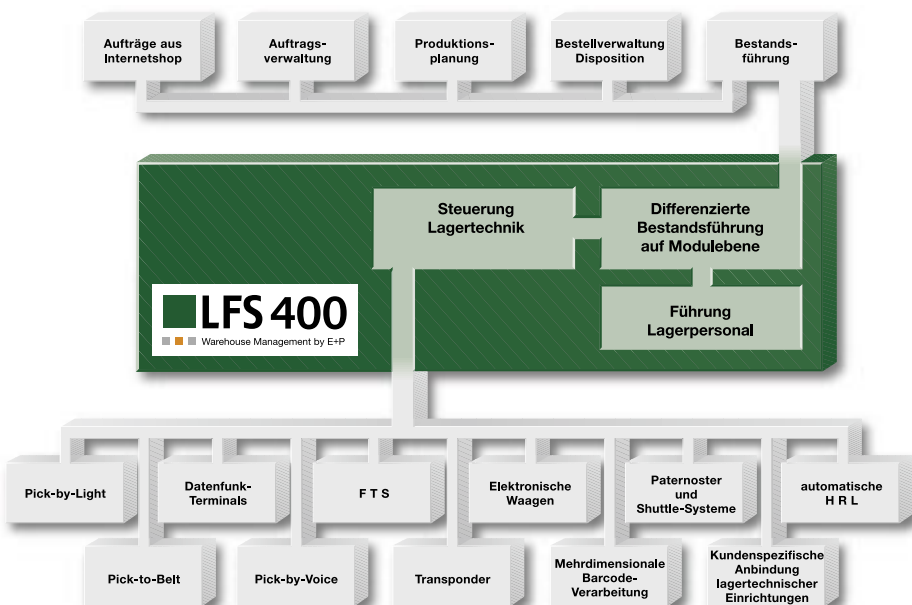 Aufträge aus
Internetshop
Auftrags-
verwaltung
Produktions-
planung
Bestellverwaltung
Disposition
Bestands-
führung
Steuerung
Lagertechnik
Differenzierte
Bestandsführung
auf Modulebene
Führung
Lagerpersonal
LFS 400
Warehouse Management by E+P
Pick-by-Light
Datenfunk-
Terminals
F T S
Elektronische
Waagen
Paternoster
und
Shuttle-Systeme
automatische
H R L
Pick-to-Belt
Pick-by-Voice
Transponder
Mehrdimensionale
Barcode-
Verarbeitung
Kundenspezifische
Anbindung
lagertechnischer
Einrichtungen